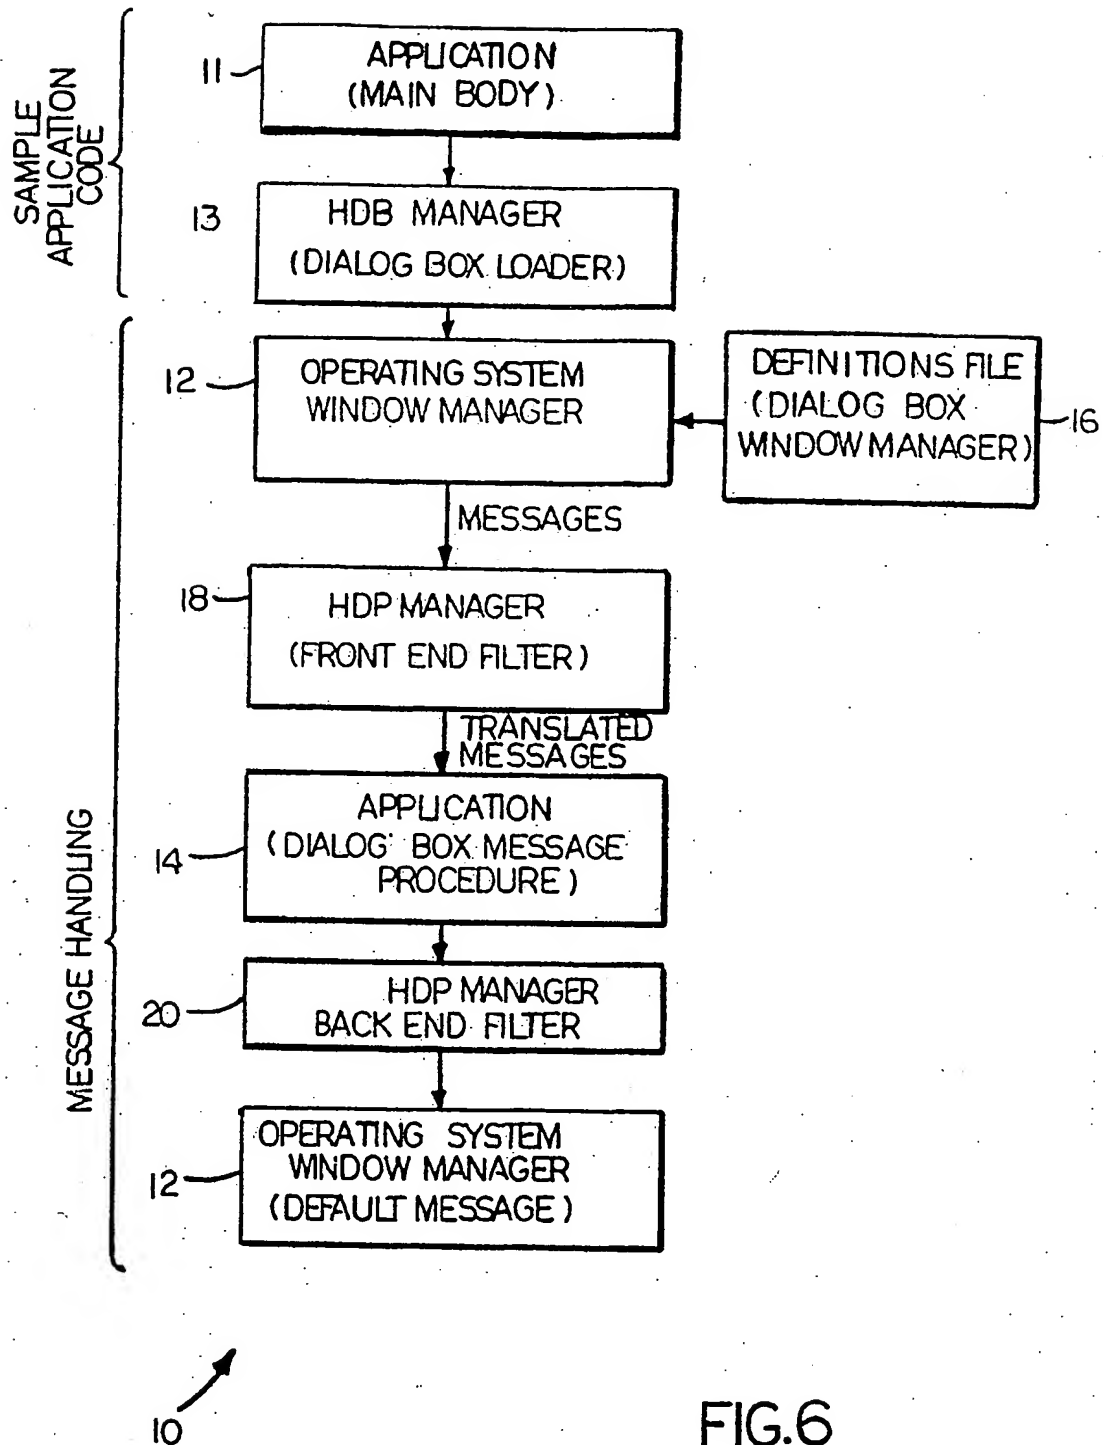 SAMPLE
APPLICATION
CODE
11
APPLICATION
(MAIN BODY)
13
HDB MANAGER
(DIALOG BOX LOADER)
12
OPERATING SYSTEM
WINDOW MANAGER
DEFINITIONS FILE
(DIALOG BOX
WINDOW MANAGER)
16
MESSAGES
18
HDP MANAGER
(FRONT END FILTER)
TRANSLATED
MESSAGES
MESSAGE HANDLING
14
APPLICATION
(DIALOG BOX MESSAGE
PROCEDURE)
20
HDP MANAGER
BACK END FILTER
12
OPERATING SYSTEM
WINDOW MANAGER
(DEFAULT MESSAGE)
10
FIG.6